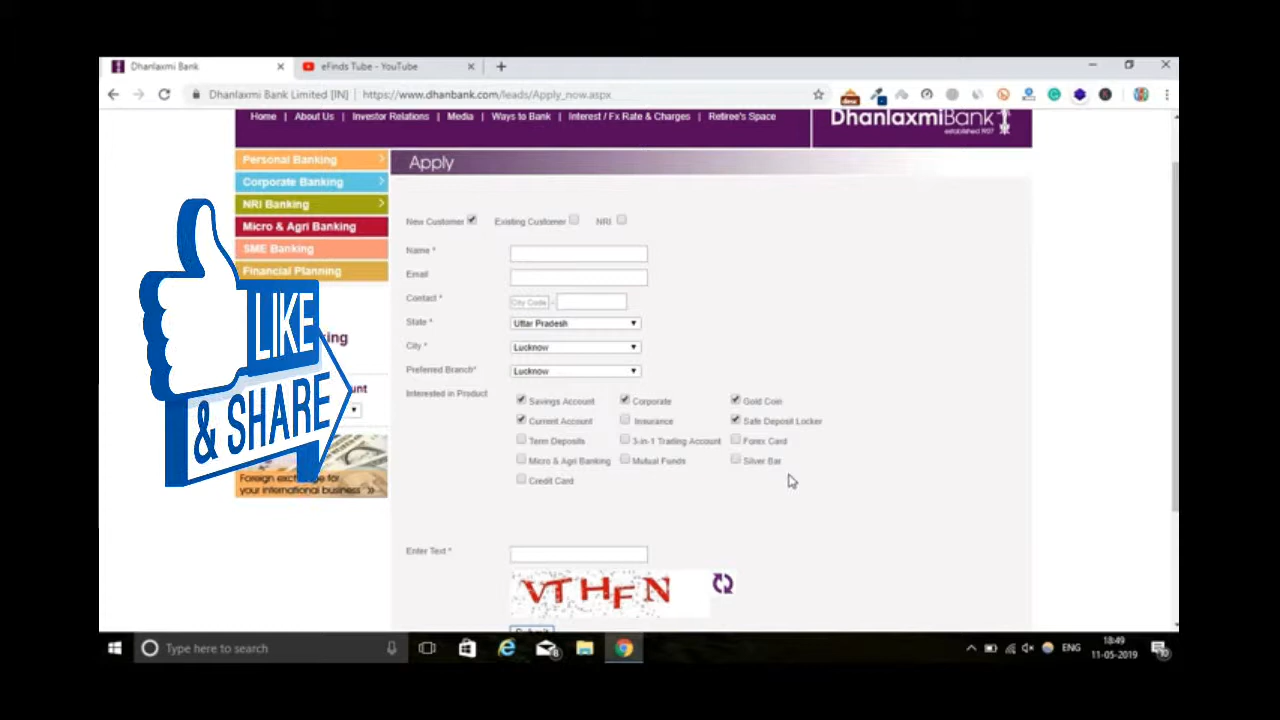 Dhanlaxmi Bank
eFinds Tube - YouTube
Dhanlaxmi Bank Limited [IN] | https://www.dhanbank.com/leads/Apply_now.aspx
Home | About Us | Investor Relations | Media | Ways to Bank | Interest / Fx Rate & Charges | Retiree's Space
DhanlaxmiBank
established 1927
Personal Banking
Corporate Banking
NRI Banking
Micro & Agri Banking
SME Banking
Financial Planning
Apply
New Customer Existing Customer NRI
Name *
Email
Contact * City Code -
State * Uttar Pradesh
City * Lucknow
Preferred Branch* Lucknow
Interested in Product
Savings Account Corporate Gold Coin
Current Account Insurance Safe Deposit Locker
Term Deposits 3-in-1 Trading Account Forex Card
Micro & Agri Banking Mutual Funds Silver Bar
Credit Card
LIKE
& SHARE
Foreign for
your international business »
Enter Text *
VTHFN
Submit
Type here to search
ENG
18:49
11-05-2019